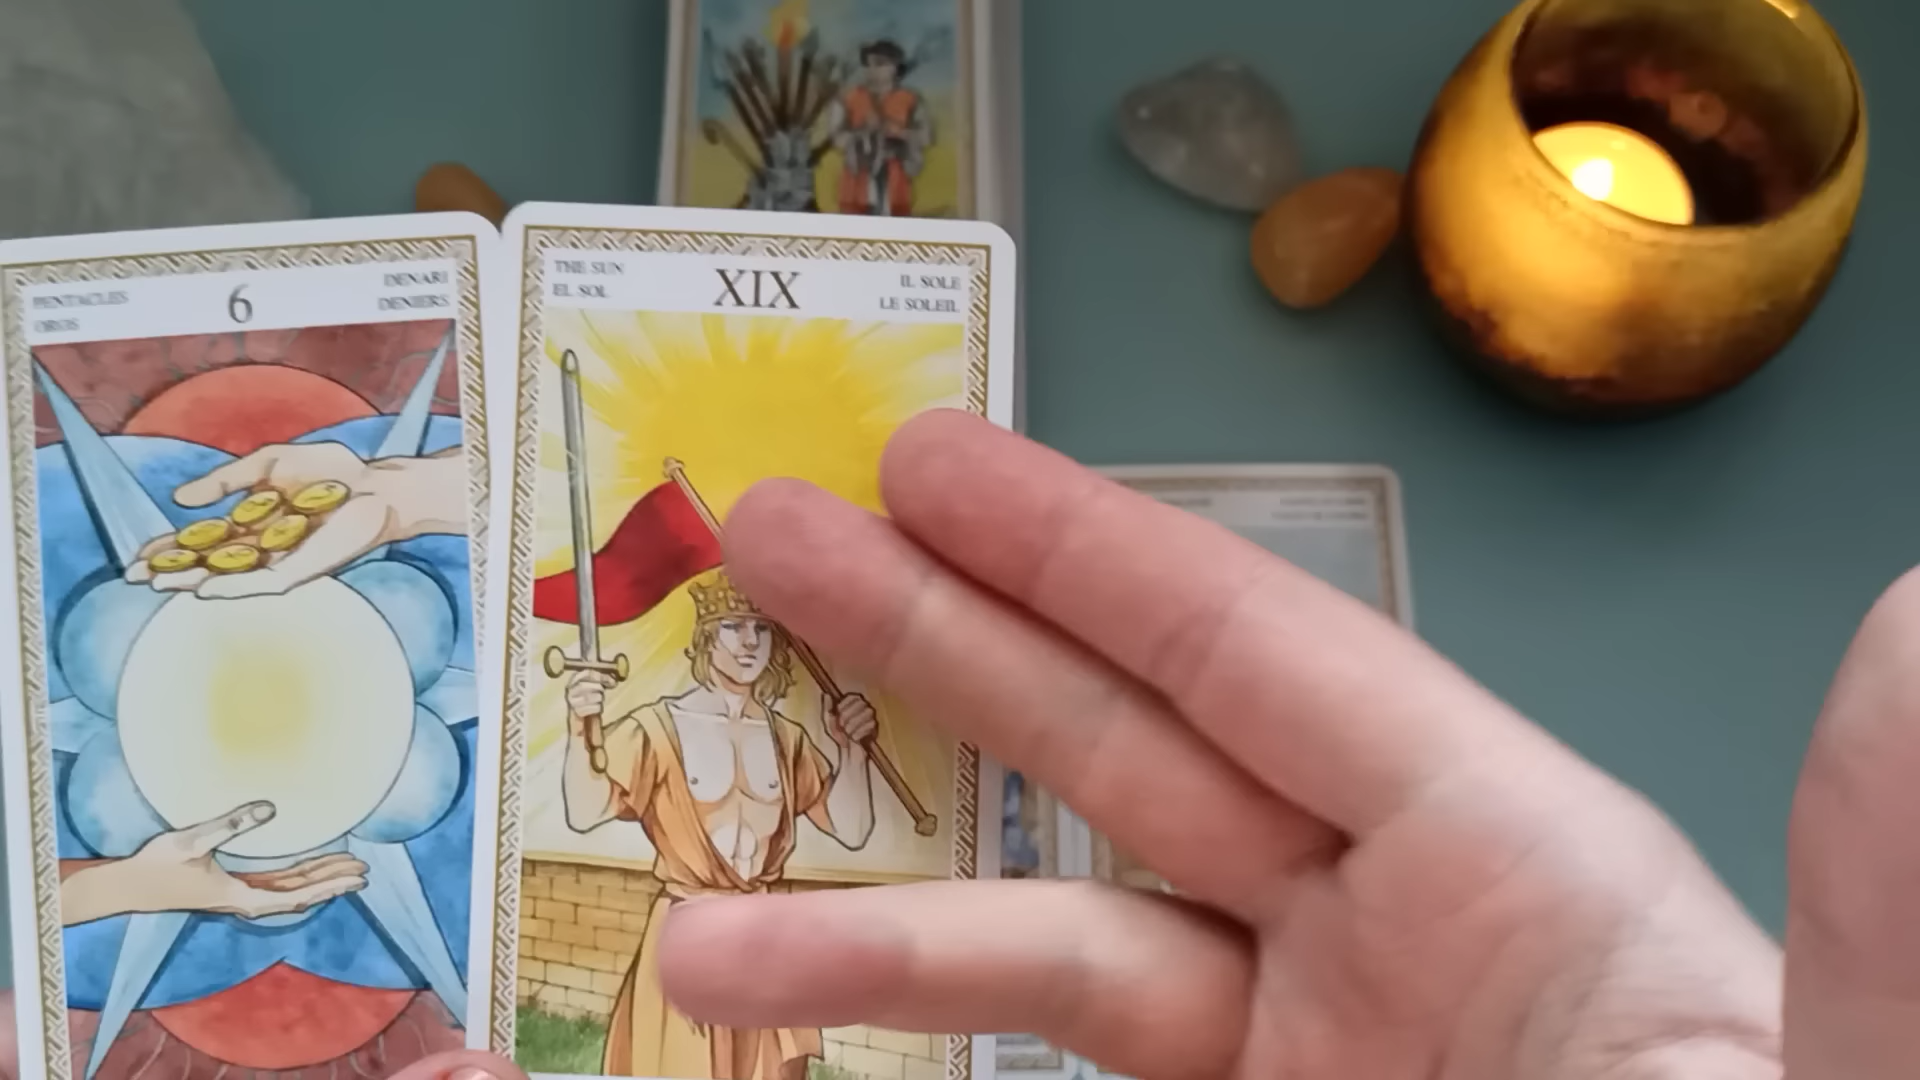 PENTACLES
OROS
6
DENARI
DENIERS
THE SUN
EL SOL
XIX
IL SOLE
LE SOLEIL